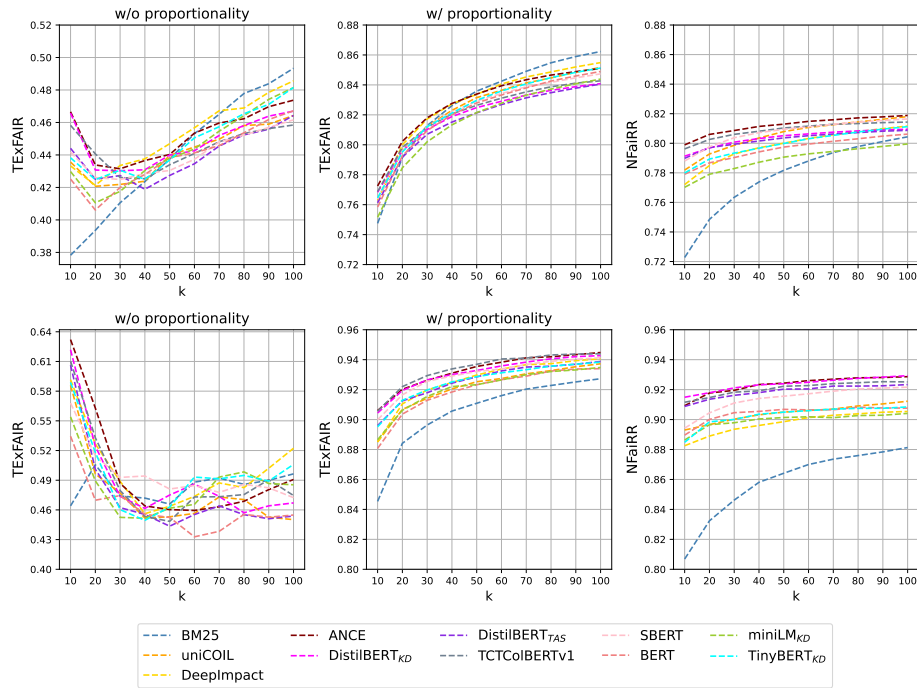 w/o proportionality
TExFAIR
0.52
0.50
0.48
0.46
0.44
0.42
0.40
0.38
10 20 30 40 50 60 70 80 90 100
k
w/ proportionality
TExFAIR
0.88
0.86
0.84
0.82
0.80
0.78
0.76
0.74
0.72
10 20 30 40 50 60 70 80 90 100
k
NFaiRR
0.88
0.86
0.84
0.82
0.80
0.78
0.76
0.74
0.72
10 20 30 40 50 60 70 80 90 100
k
w/o proportionality
TExFAIR
0.64
0.61
0.58
0.55
0.52
0.49
0.46
0.43
0.40
10 20 30 40 50 60 70 80 90 100
k
w/ proportionality
TExFAIR
0.96
0.94
0.92
0.90
0.88
0.86
0.84
0.82
0.80
10 20 30 40 50 60 70 80 90 100
k
NFaiRR
0.96
0.94
0.92
0.90
0.88
0.86
0.84
0.82
0.80
10 20 30 40 50 60 70 80 90 100
k
BM25
uniCOIL
DeepImpact
ANCE
DistilBERT_KD
DistilBERT_TAS
TCTColBERTv1
SBERT
BERT
miniLM_KD
TinyBERT_KD